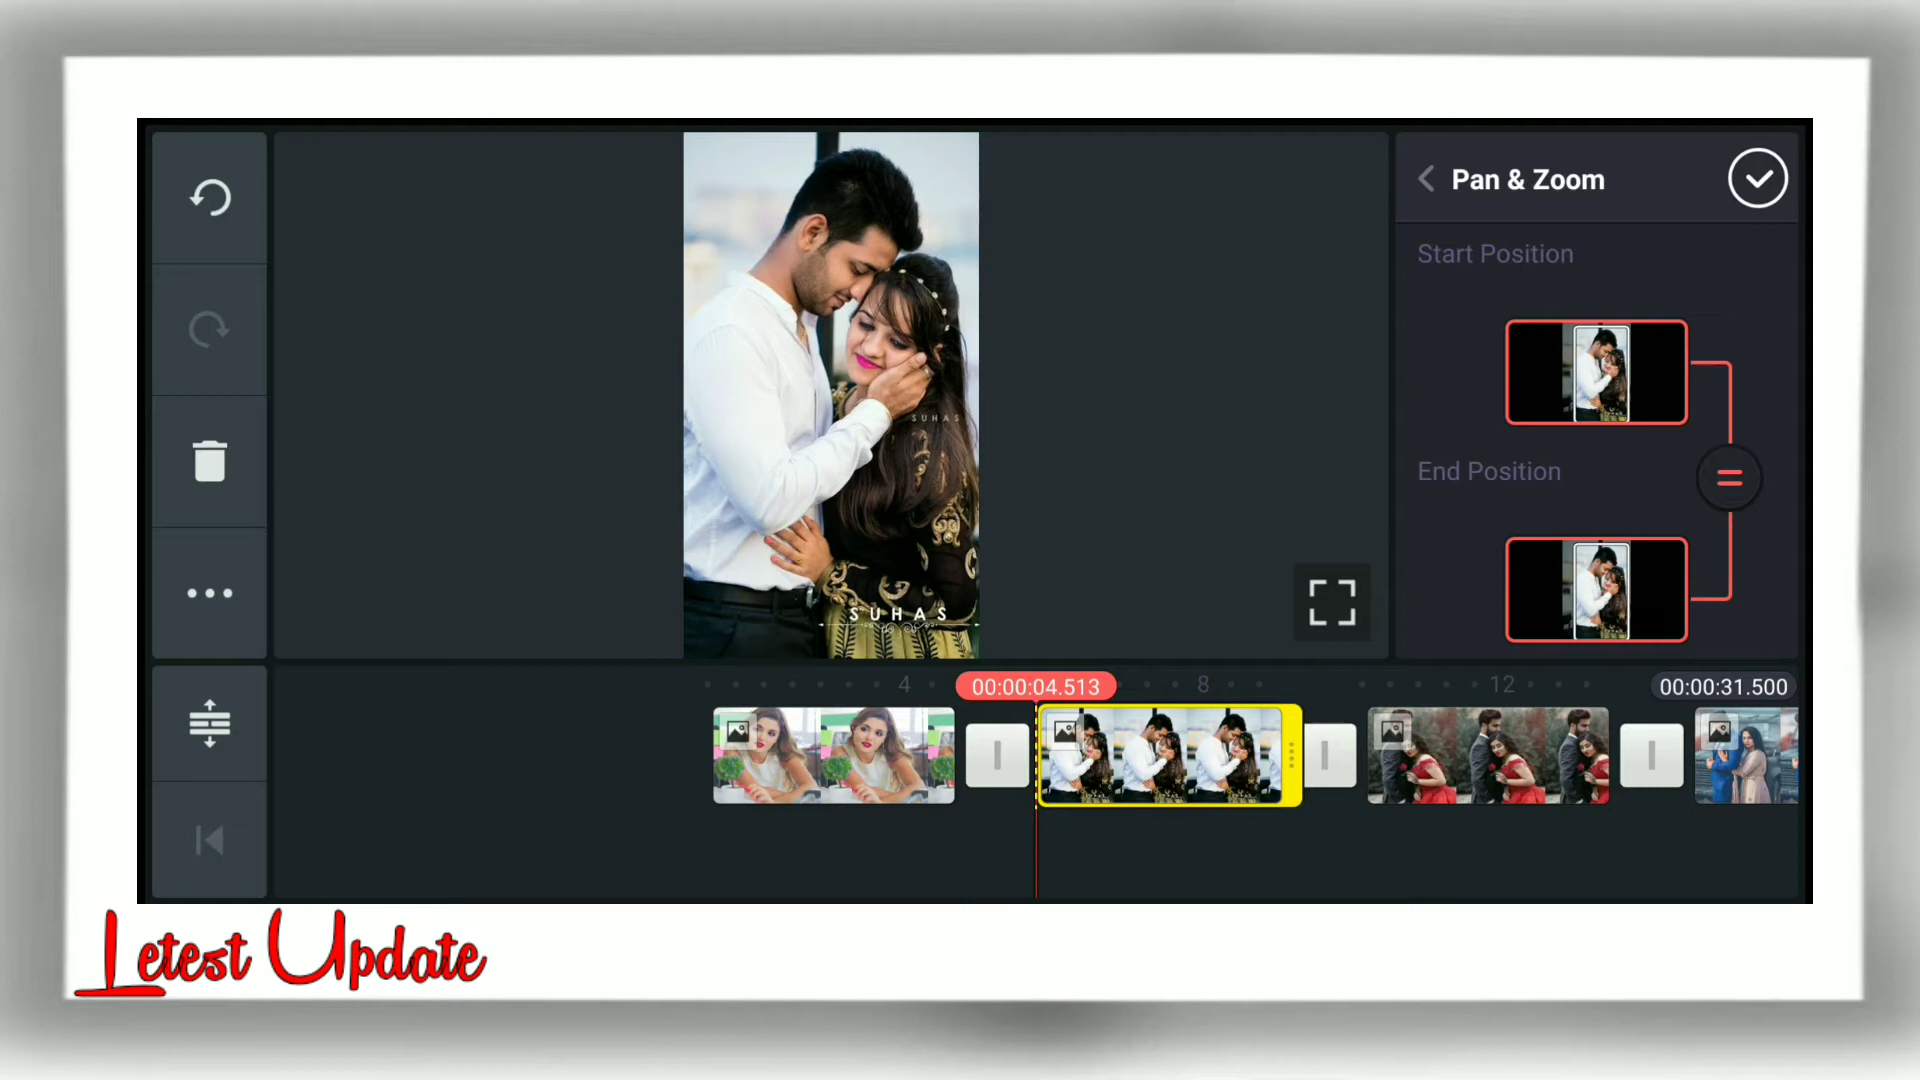 Pan & Zoom
Start Position
SUHAS
End Position
SUHAS
4
00:00:04.513
8
12
00:00:31.500
Letest Update